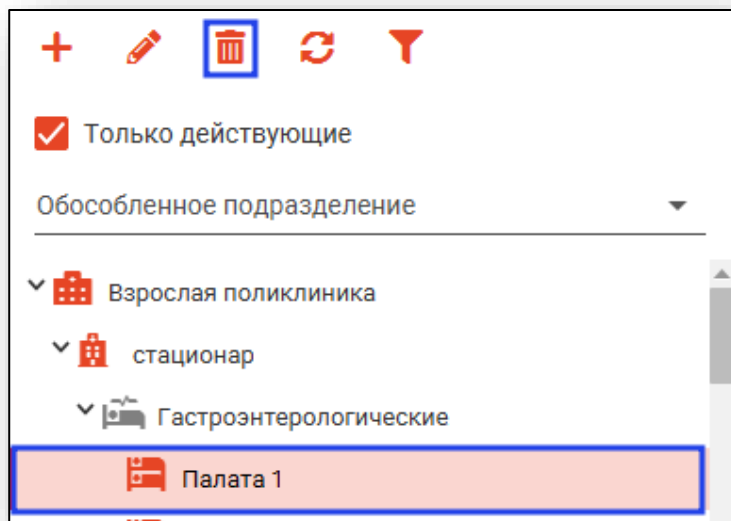 Только действующие
Обособленное подразделение
Взрослая поликлиника
стационар
Гастроэнтерологические
Палата 1